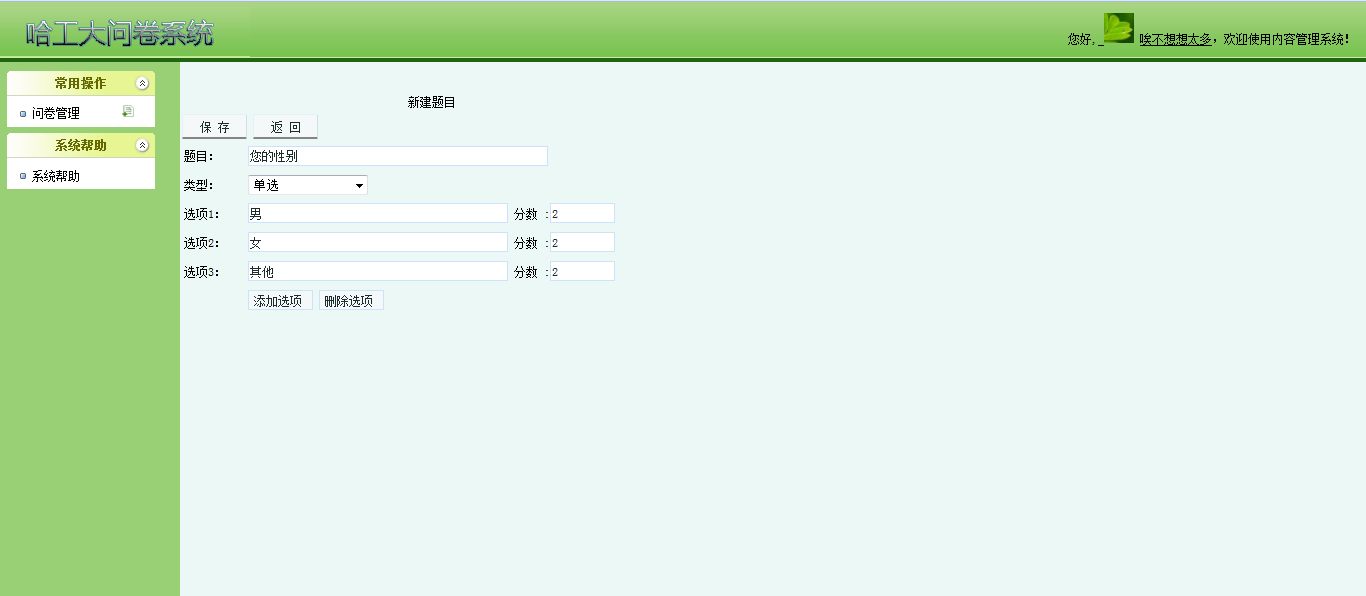 哈工大问卷系统
您好, 唉不想想太多，欢迎使用内容管理系统!
常用操作
问卷管理
系统帮助
系统帮助
新建题目
保 存 返 回
题目： 您的性别
类型： 单选
选项1： 男 分数 :2
选项2： 女 分数 :2
选项3： 其他 分数 :2
添加选项 删除选项